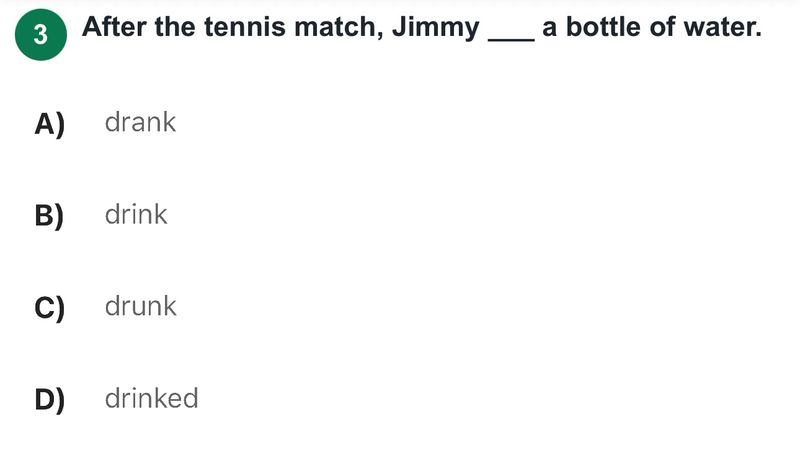 3 After the tennis match, Jimmy ___ a bottle of water.
A) drank
B) drink
C) drunk
D) drinked